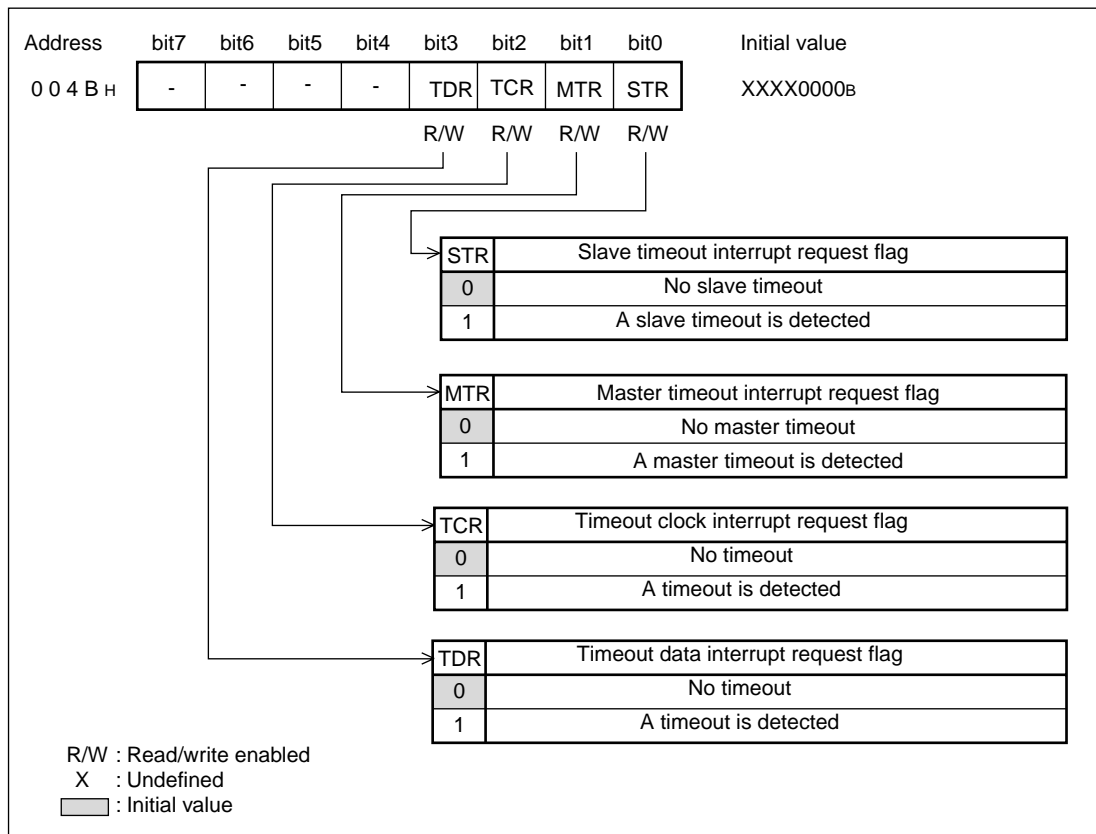 Address bit7 bit6 bit5 bit4 bit3 bit2 bit1 bit0 Initial value
0 0 4 B H - - - - TDR TCR MTR STR XXXX0000B
R/W R/W R/W R/W
STR Slave timeout interrupt request flag
0 No slave timeout
1 A slave timeout is detected
MTR Master timeout interrupt request flag
0 No master timeout
1 A master timeout is detected
TCR Timeout clock interrupt request flag
0 No timeout
1 A timeout is detected
TDR Timeout data interrupt request flag
0 No timeout
1 A timeout is detected
R/W : Read/write enabled
X : Undefined
: Initial value